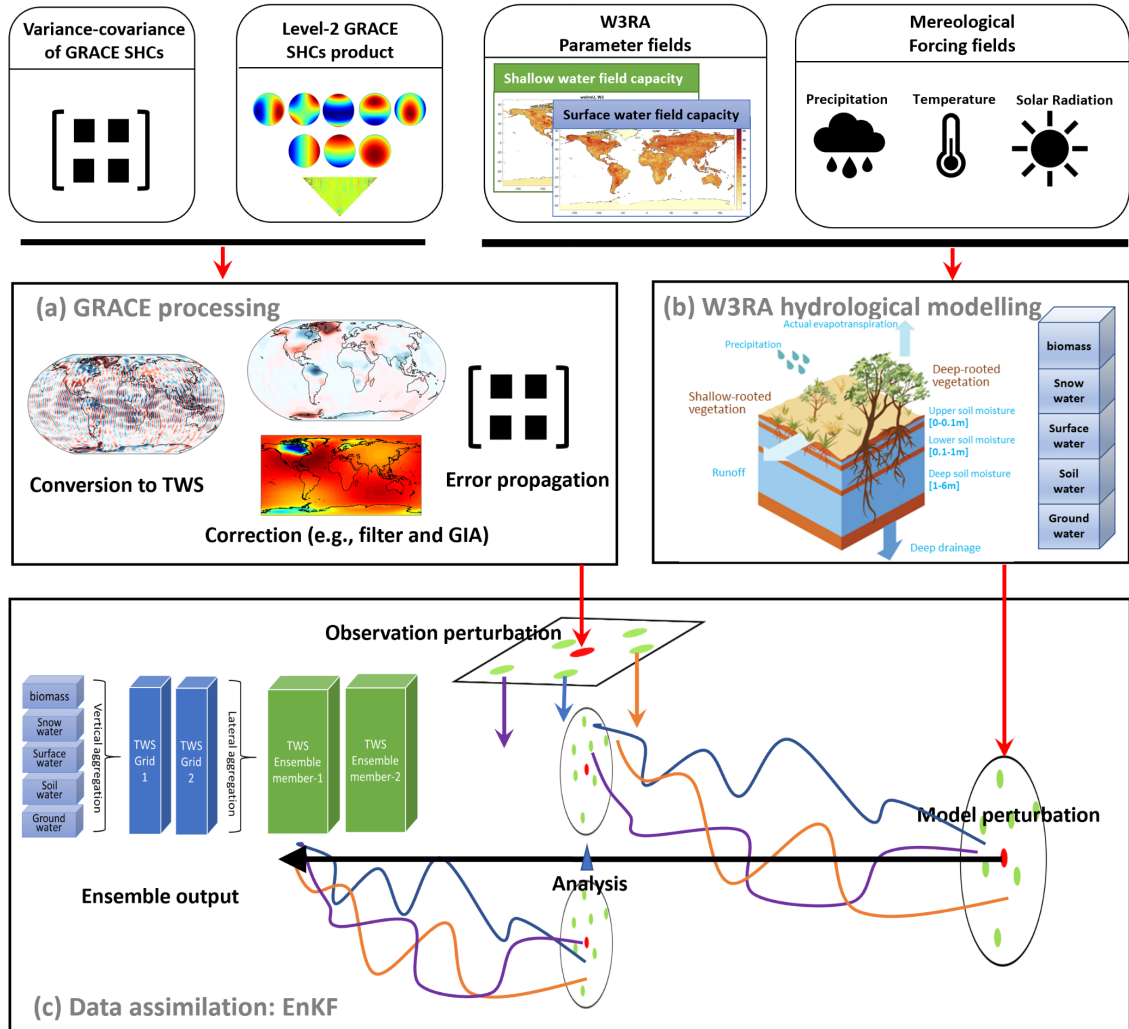 Variance-covariance
of GRACE SHCs
Level-2 GRACE
SHCs product
W3RA
Parameter fields
Shallow water field capacity
Surface water field capacity
Mereological
Forcing fields
Precipitation
Temperature
Solar Radiation
(a) GRACE processing
Conversion to TWS
Correction (e.g., filter and GIA)
Error propagation
(b) W3RA hydrological modelling
Actual evapotranspiration
Precipitation
Deep-rooted
vegetation
Shallow-rooted
vegetation
Upper soil moisture
[0-0.1m]
Lower soil moisture
[0.1-1m]
Deep soil moisture
[1-6m]
Runoff
Deep drainage
biomass
Snow
water
Surface
water
Soil
water
Ground
water
Observation perturbation
biomass
Snow
water
Surface
water
Soil
water
Ground
water
Vertical aggregation
TWS
Grid
1
TWS
Grid
2
Lateral aggregation
TWS
Ensemble
member-1
TWS
Ensemble
member-2
Model perturbation
Analysis
Ensemble output
(c) Data assimilation: EnKF